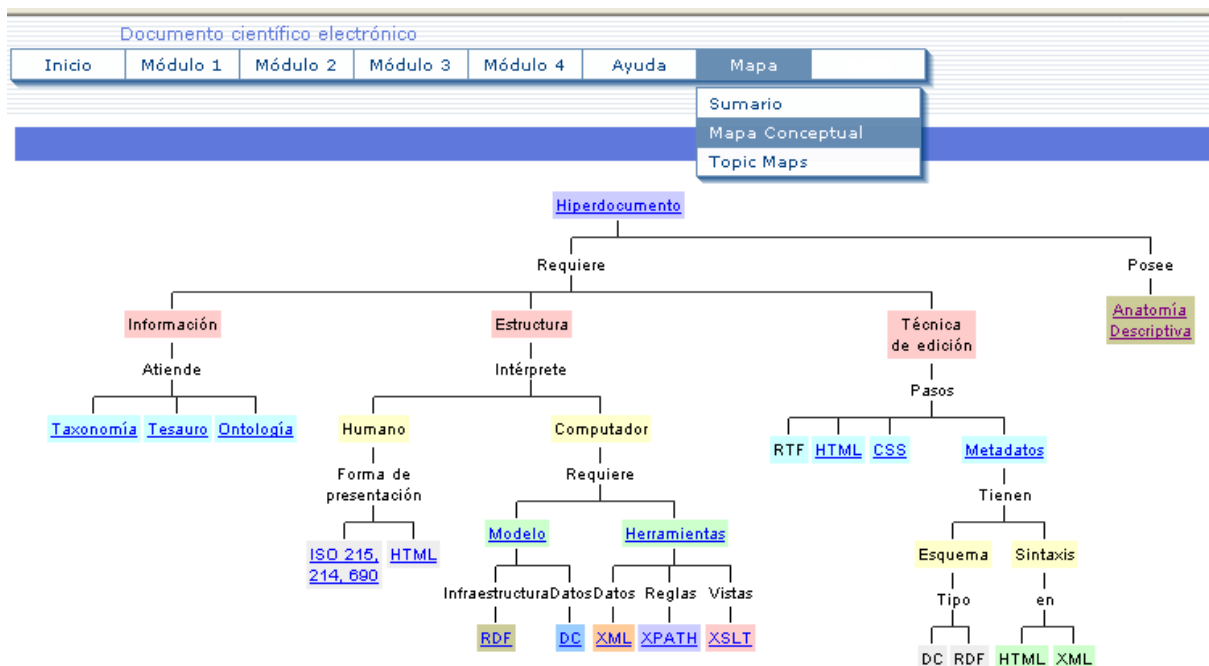 Documento científico electrónico
Inicio Módulo 1 Módulo 2 Módulo 3 Módulo 4 Ayuda Mapa
Sumario
Mapa Conceptual
Topic Maps
Hiperdocumento
Requiere Posee
Información Estructura Técnica de edición Anatomía Descriptiva
Atiende Intérprete Pasos
Taxonomía Tesauro Ontología Humano Computador RTF HTML CSS Metadatos
Forma de presentación Requiere Tienen
ISO 215, 214, 690 HTML Modelo Herramientas Esquema Sintaxis
Infraestructura Datos Datos Reglas Vistas Tipo en
RDF DC XML XPATH XSLT DC RDF HTML XML